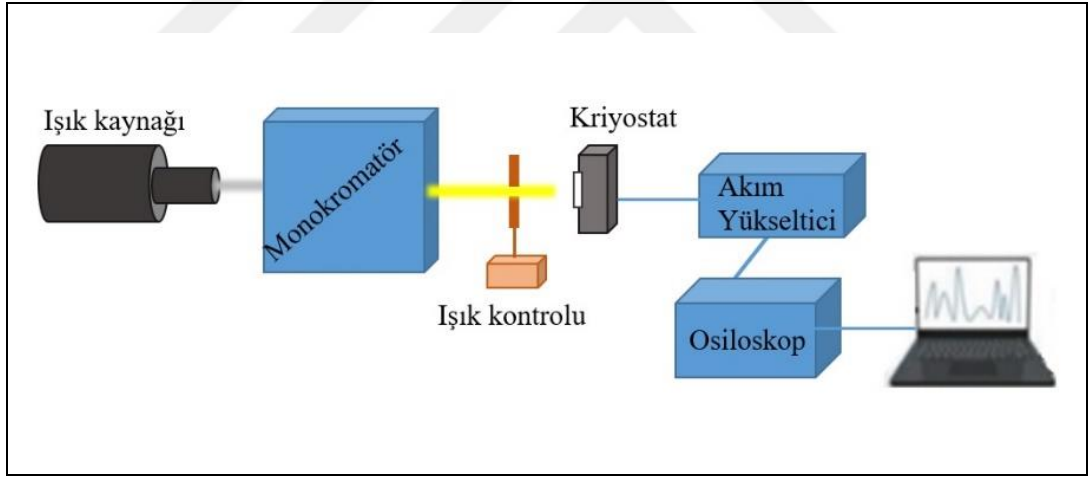 Işık kaynağı
Monokromatör
Işık kontrolu
Kriyostat
Akım
Yükseltici
Osiloskop